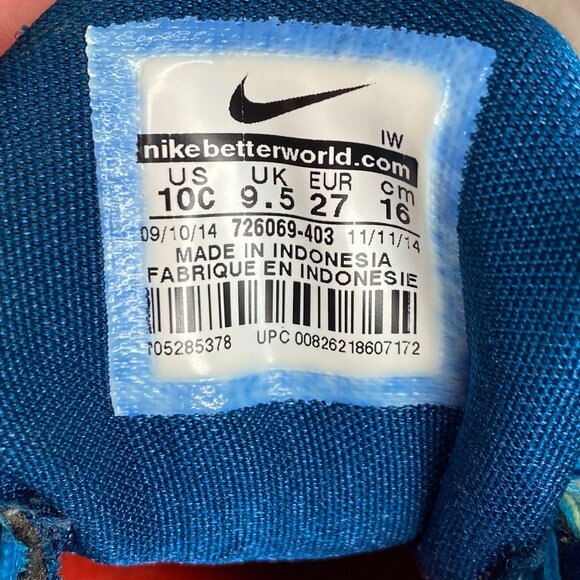 IW
nikebetterworld.com
US UK EUR cm
10C 9.5 27 16
09/10/14 726069-403 11/11/14
MADE IN INDONESIA
FABRIQUE EN INDONESIE
T05285378 UPC 00826218607172